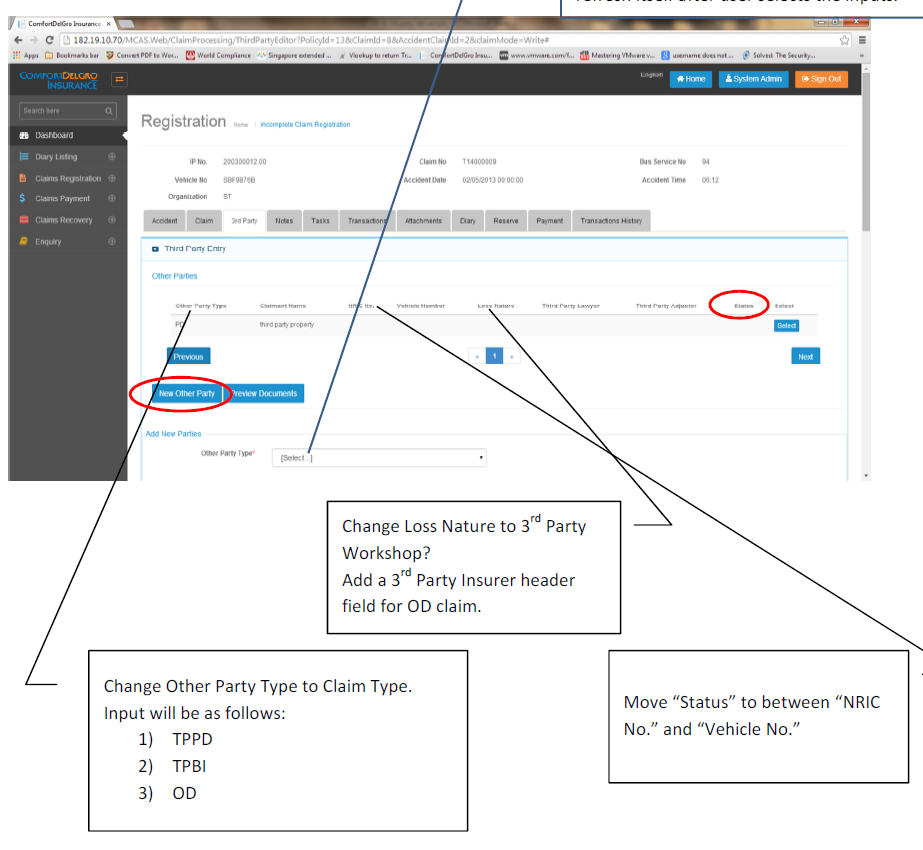 refresh itself after user selects the inputs.
ComfortDelGro Insurance ×
182.19.10.70/MCAS.Web/ClaimProcessing/ThirdPartyEditor?PolicyId=13&ClaimId=8&AccidentClaimId=2&claimMode=Write#
Apps Bookmarks bar Convert PDF to Wor... World Compliance Singapore extended ... Vlookup to return Tr... ComfortDelGro Insu... www.vmware.com/f... Mastering VMware v... username does not ... Solved: The Security... »
COMFORTDELGRO
INSURANCE
English Home System Admin Sign Out
Search here
Registration Home / Incomplete Claim Registration
Dashboard
Diary Listing
Claims Registration
Claims Payment
Claims Recovery
Enquiry
IP No. 200300012.00 Claim No T14000009 Bus Service No 94
Vehicle No SBF9876B Accident Date 02/05/2013 00:00:00 Accident Time 06:12
Organization ST
Accident Claim 3rd Party Notes Tasks Transactions Attachments Diary Reserve Payment Transactions History
Third Party Entry
Other Parties
Other Party Type Claimant Name NRIC No. Vehicle Number Loss Nature Third Party Lawyer Third Party Adjuster Status Select
PD third party property Select
Previous « 1 » Next
New Other Party Preview Documents
Add New Parties
Other Party Type* [Select...]
Change Loss Nature to 3rd Party
Workshop?
Add a 3rd Party Insurer header
field for OD claim.
Change Other Party Type to Claim Type.
Input will be as follows:
1) TPPD
2) TPBI
3) OD
Move “Status” to between “NRIC
No.” and “Vehicle No.”